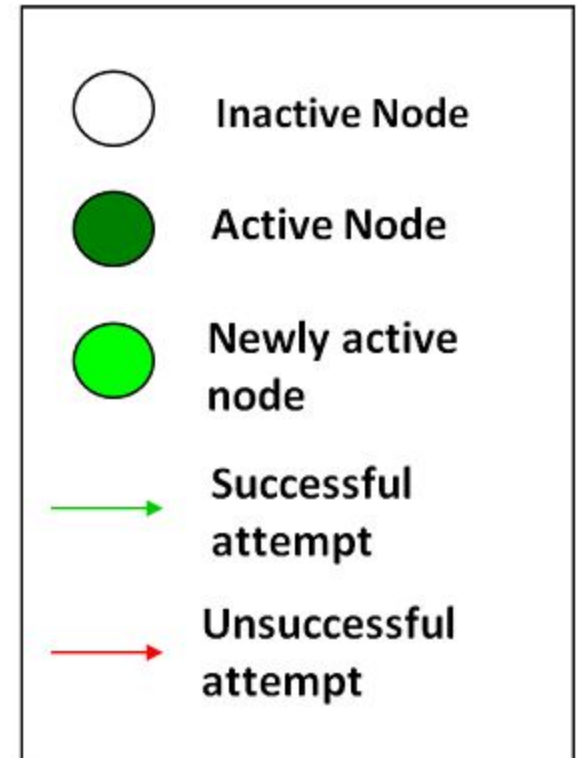 Inactive Node
Active Node
Newly active
node
Successful
attempt
Unsuccessful
attempt